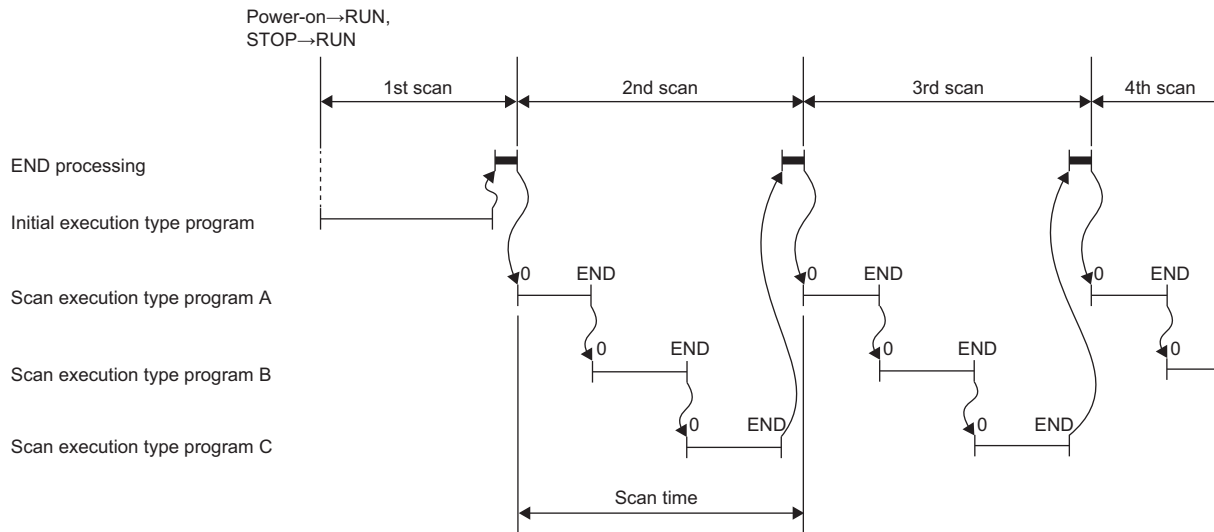 Power-on→RUN,
STOP→RUN
1st scan
2nd scan
3rd scan
4th scan
END processing
Initial execution type program
0
END
0
END
0
END
Scan execution type program A
0
END
0
END
0
Scan execution type program B
0
END
0
END
Scan execution type program C
Scan time